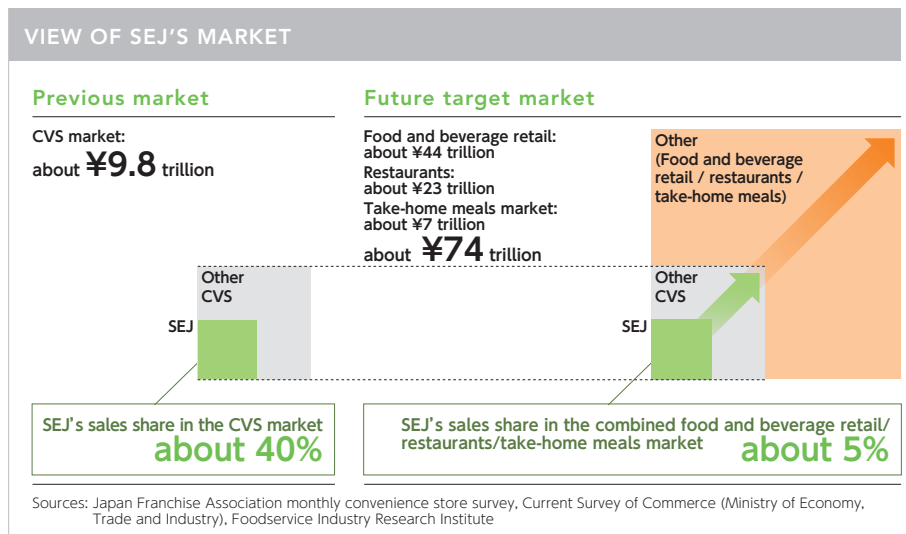 VIEW OF SEJ'S MARKET
Previous market
CVS market:
about ¥9.8 trillion
Future target market
Food and beverage retail:
about ¥44 trillion
Restaurants:
about ¥23 trillion
Take-home meals market:
about ¥7 trillion
about ¥74 trillion
Other
(Food and beverage
retail / restaurants /
take-home meals)
Other
CVS
SEJ
Other
CVS
SEJ
SEJ's sales share in the CVS market
about 40%
SEJ's sales share in the combined food and beverage retail/
restaurants/take-home meals market about 5%
Sources: Japan Franchise Association monthly convenience store survey, Current Survey of Commerce (Ministry of Economy,
Trade and Industry), Foodservice Industry Research Institute